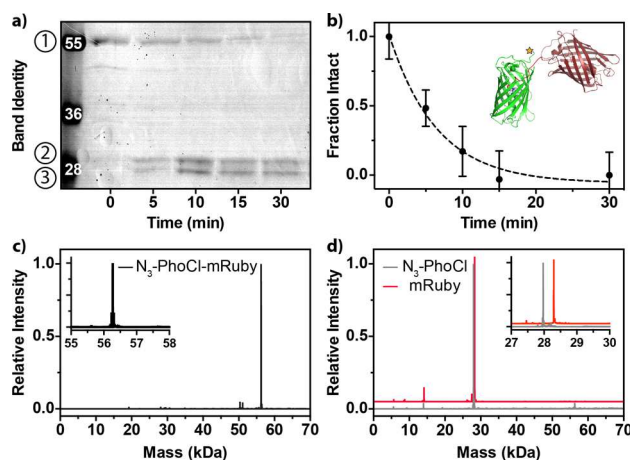 a)
Band Identity
① 55
36
② 28
③
0 5 10 15 30
Time (min)
b)
Fraction Intact
1.0
0.5
0.0
0 10 20 30
Time (min)
c)
Relative Intensity
1.0
0.5
0.0
N₃-PhoCl-mRuby
55 56 57 58
0 10 20 30 40 50 60 70
Mass (kDa)
d)
Relative Intensity
1.0
0.5
0.0
N₃-PhoCl
mRuby
27 28 29 30
0 10 20 30 40 50 60 70
Mass (kDa)